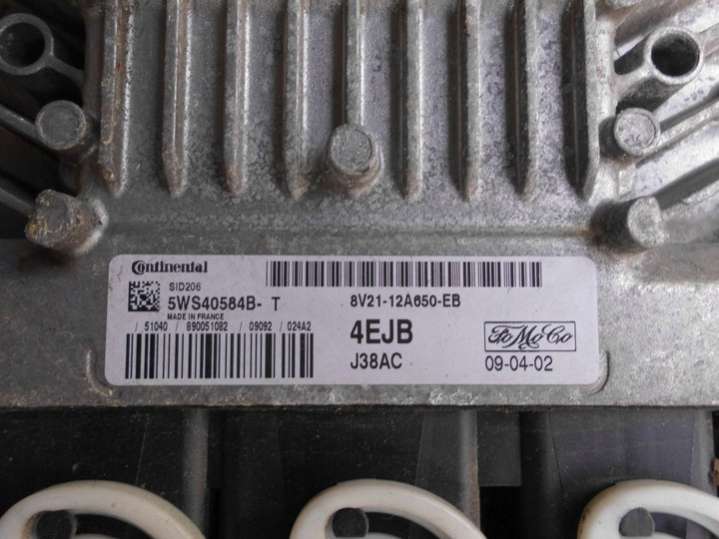 Continental
SID206
5WS40584B- T
MADE IN FRANCE
/ 51040 / 890051082 / 09092 / 024A2
8V21-12A650-EB
4EJB
J38AC
FoMoCo
09-04-02